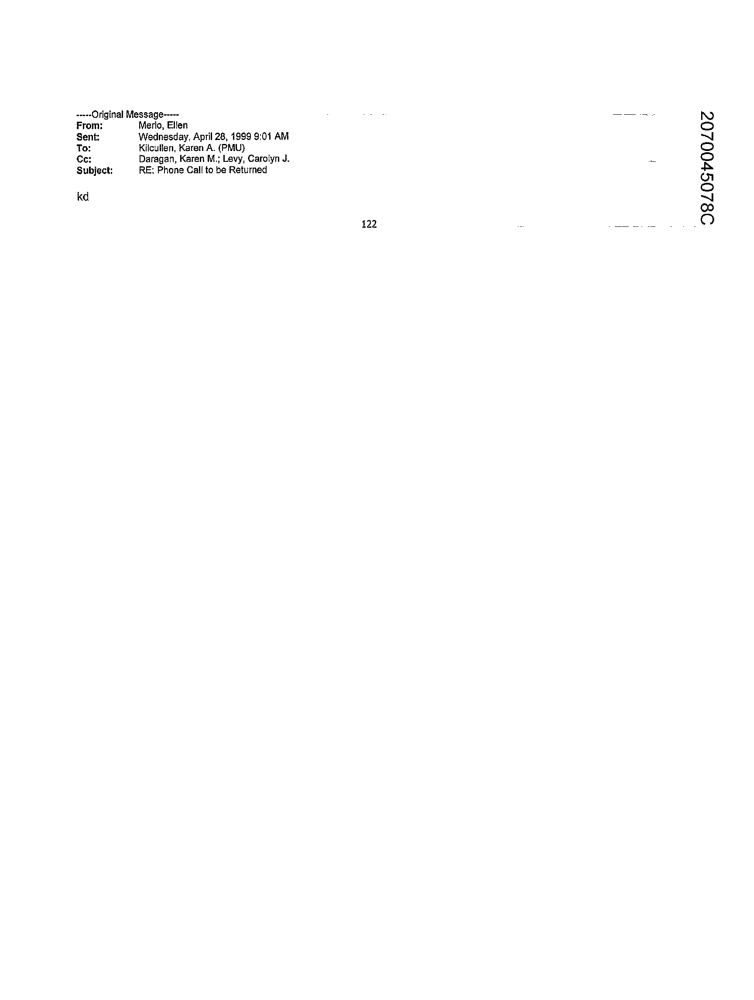 -----Original Message-----
From: Merlo, Ellen
Sent: Wednesday, April 28, 1999 9:01 AM
To: Kilcullen, Karen A. (PMU)
Cc: Daragan, Karen M.; Levy, Carolyn J.
Subject: RE: Phone Call to be Returned
kd
122
2070045078C